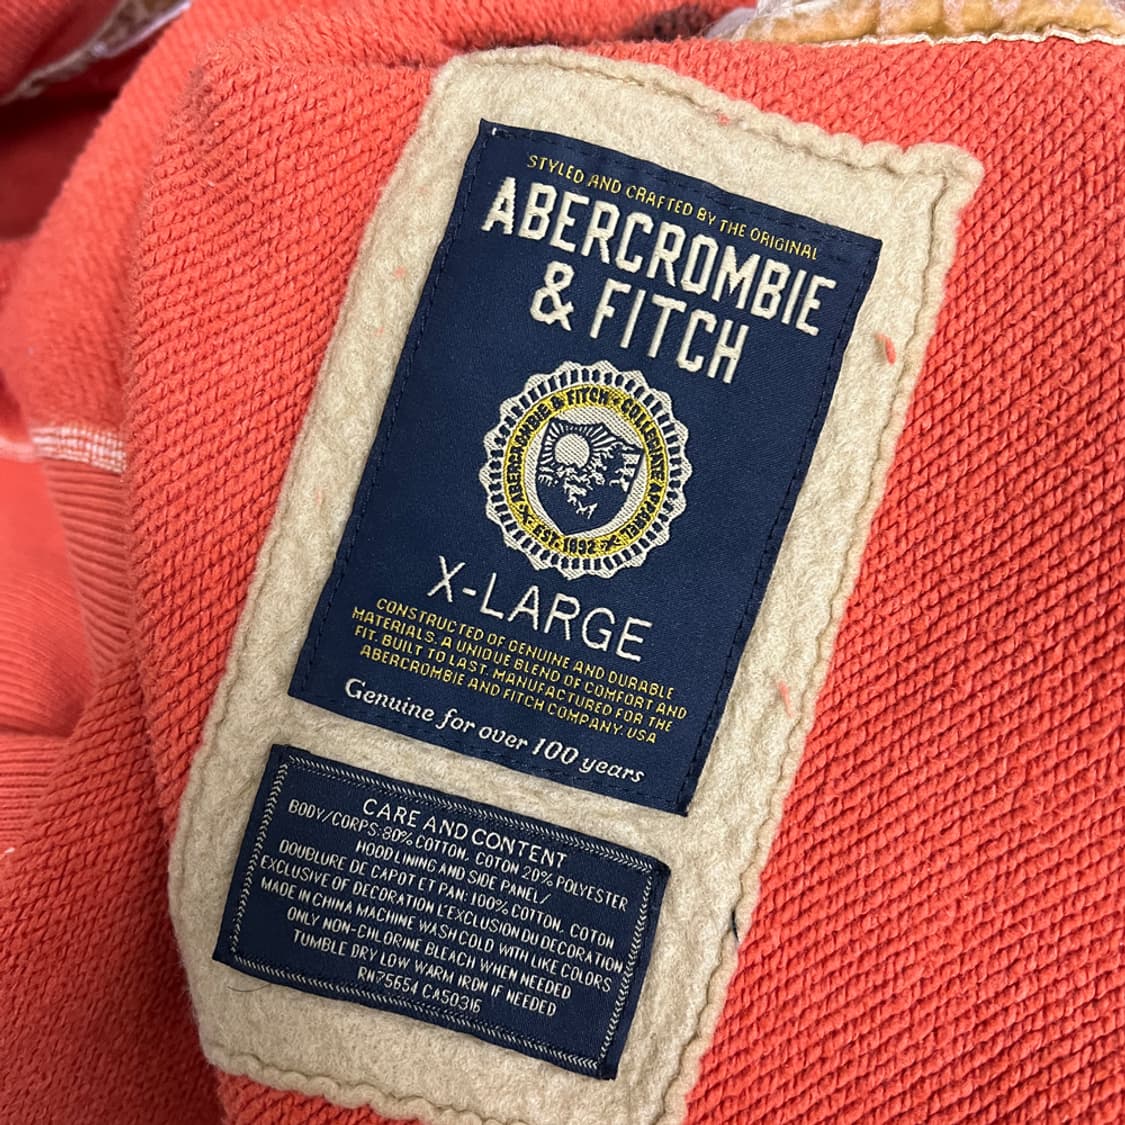 STYLED AND CRAFTED BY THE ORIGINAL
ABERCROMBIE
& FITCH
ABERCROMBIE & FITCH · COLLEGIATE APPAREL
EST. 1892
X-LARGE
CONSTRUCTED OF GENUINE AND DURABLE
MATERIALS. A UNIQUE BLEND OF COMFORT AND
FIT. BUILT TO LAST. MANUFACTURED FOR THE
ABERCROMBIE AND FITCH COMPANY. USA
Genuine for over 100 years
CARE AND CONTENT
BODY/CORPS: 80% COTTON, COTON 20% POLYESTER
HOOD LINING AND SIDE PANEL/
DOUBLURE DE CAPOT ET PAN: 100% COTTON, COTON
EXCLUSIVE OF DECORATION L'EXCLUSION DU DECORATION
MADE IN CHINA MACHINE WASH COLD WITH LIKE COLORS
ONLY NON-CHLORINE BLEACH WHEN NEEDED
TUMBLE DRY LOW WARM IRON IF NEEDED
RN75654 CA50316